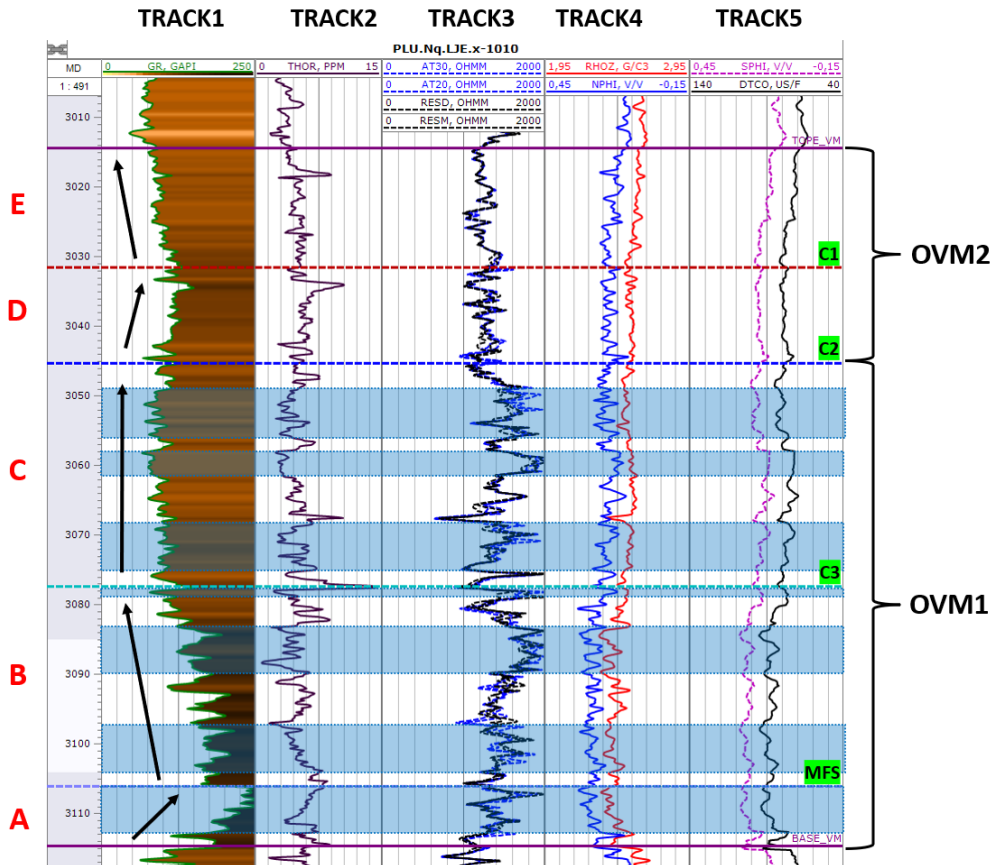 TRACK1 TRACK2 TRACK3 TRACK4 TRACK5
PLU.Nq.LJE.x-1010
MD
1 : 491
0 GR, GAPI 250
0 THOR, PPM 15
0 AT30, OHMM 2000
0 AT20, OHMM 2000
0 RESD, OHMM 2000
0 RESM, OHMM 2000
1,95 RHOZ, G/C3 2,95
0,45 NPHI, V/V -0,15
0,45 SPHI, V/V -0,15
140 DTCO, US/F 40
3010
TOPE_VM
3020
E
3030
C1
OVM2
D
3040
C2
3050
C
3060
3070
C3
3080
OVM1
B
3090
3100
MFS
A
3110
BASE_VM